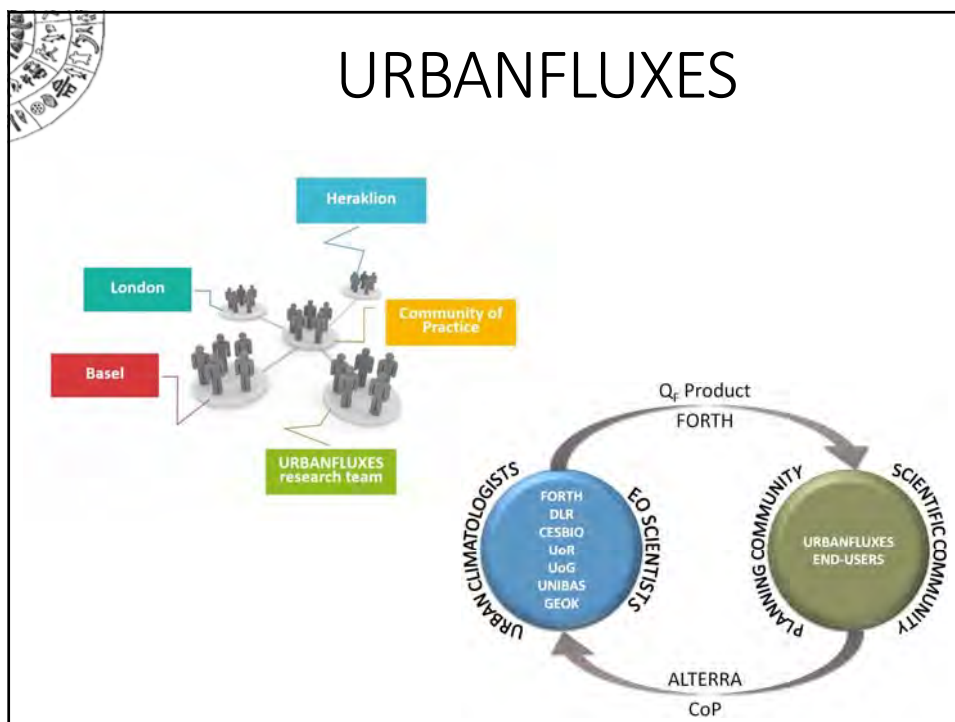 URBANFLUXES
Heraklion
London
Community of
Practice
Basel
URBANFLUXES
research team
Q_F Product
FORTH
URBAN CLIMATOLOGISTS
EO SCIENTISTS
FORTH
DLR
CESBIO
UoR
UoG
UNIBAS
GEOK
PLANNING COMMUNITY
SCIENTIFIC COMMUNITY
URBANFLUXES
END-USERS
ALTERRA
CoP